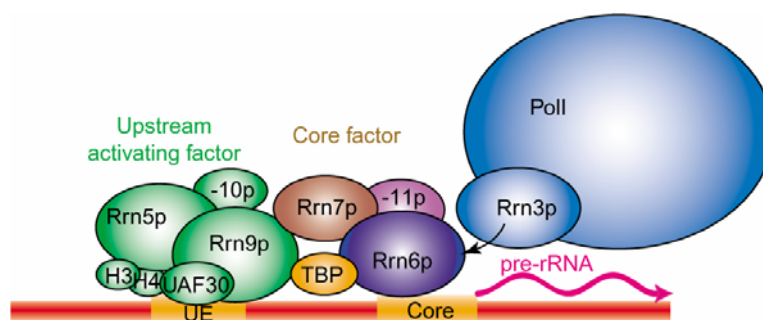 PolI
Upstream
activating factor
Core factor
-10p
Rrn7p
-11p
Rrn5p
Rrn3p
Rrn9p
Rrn6p
H3
H4
UAF30
TBP
pre-rRNA
UE
Core